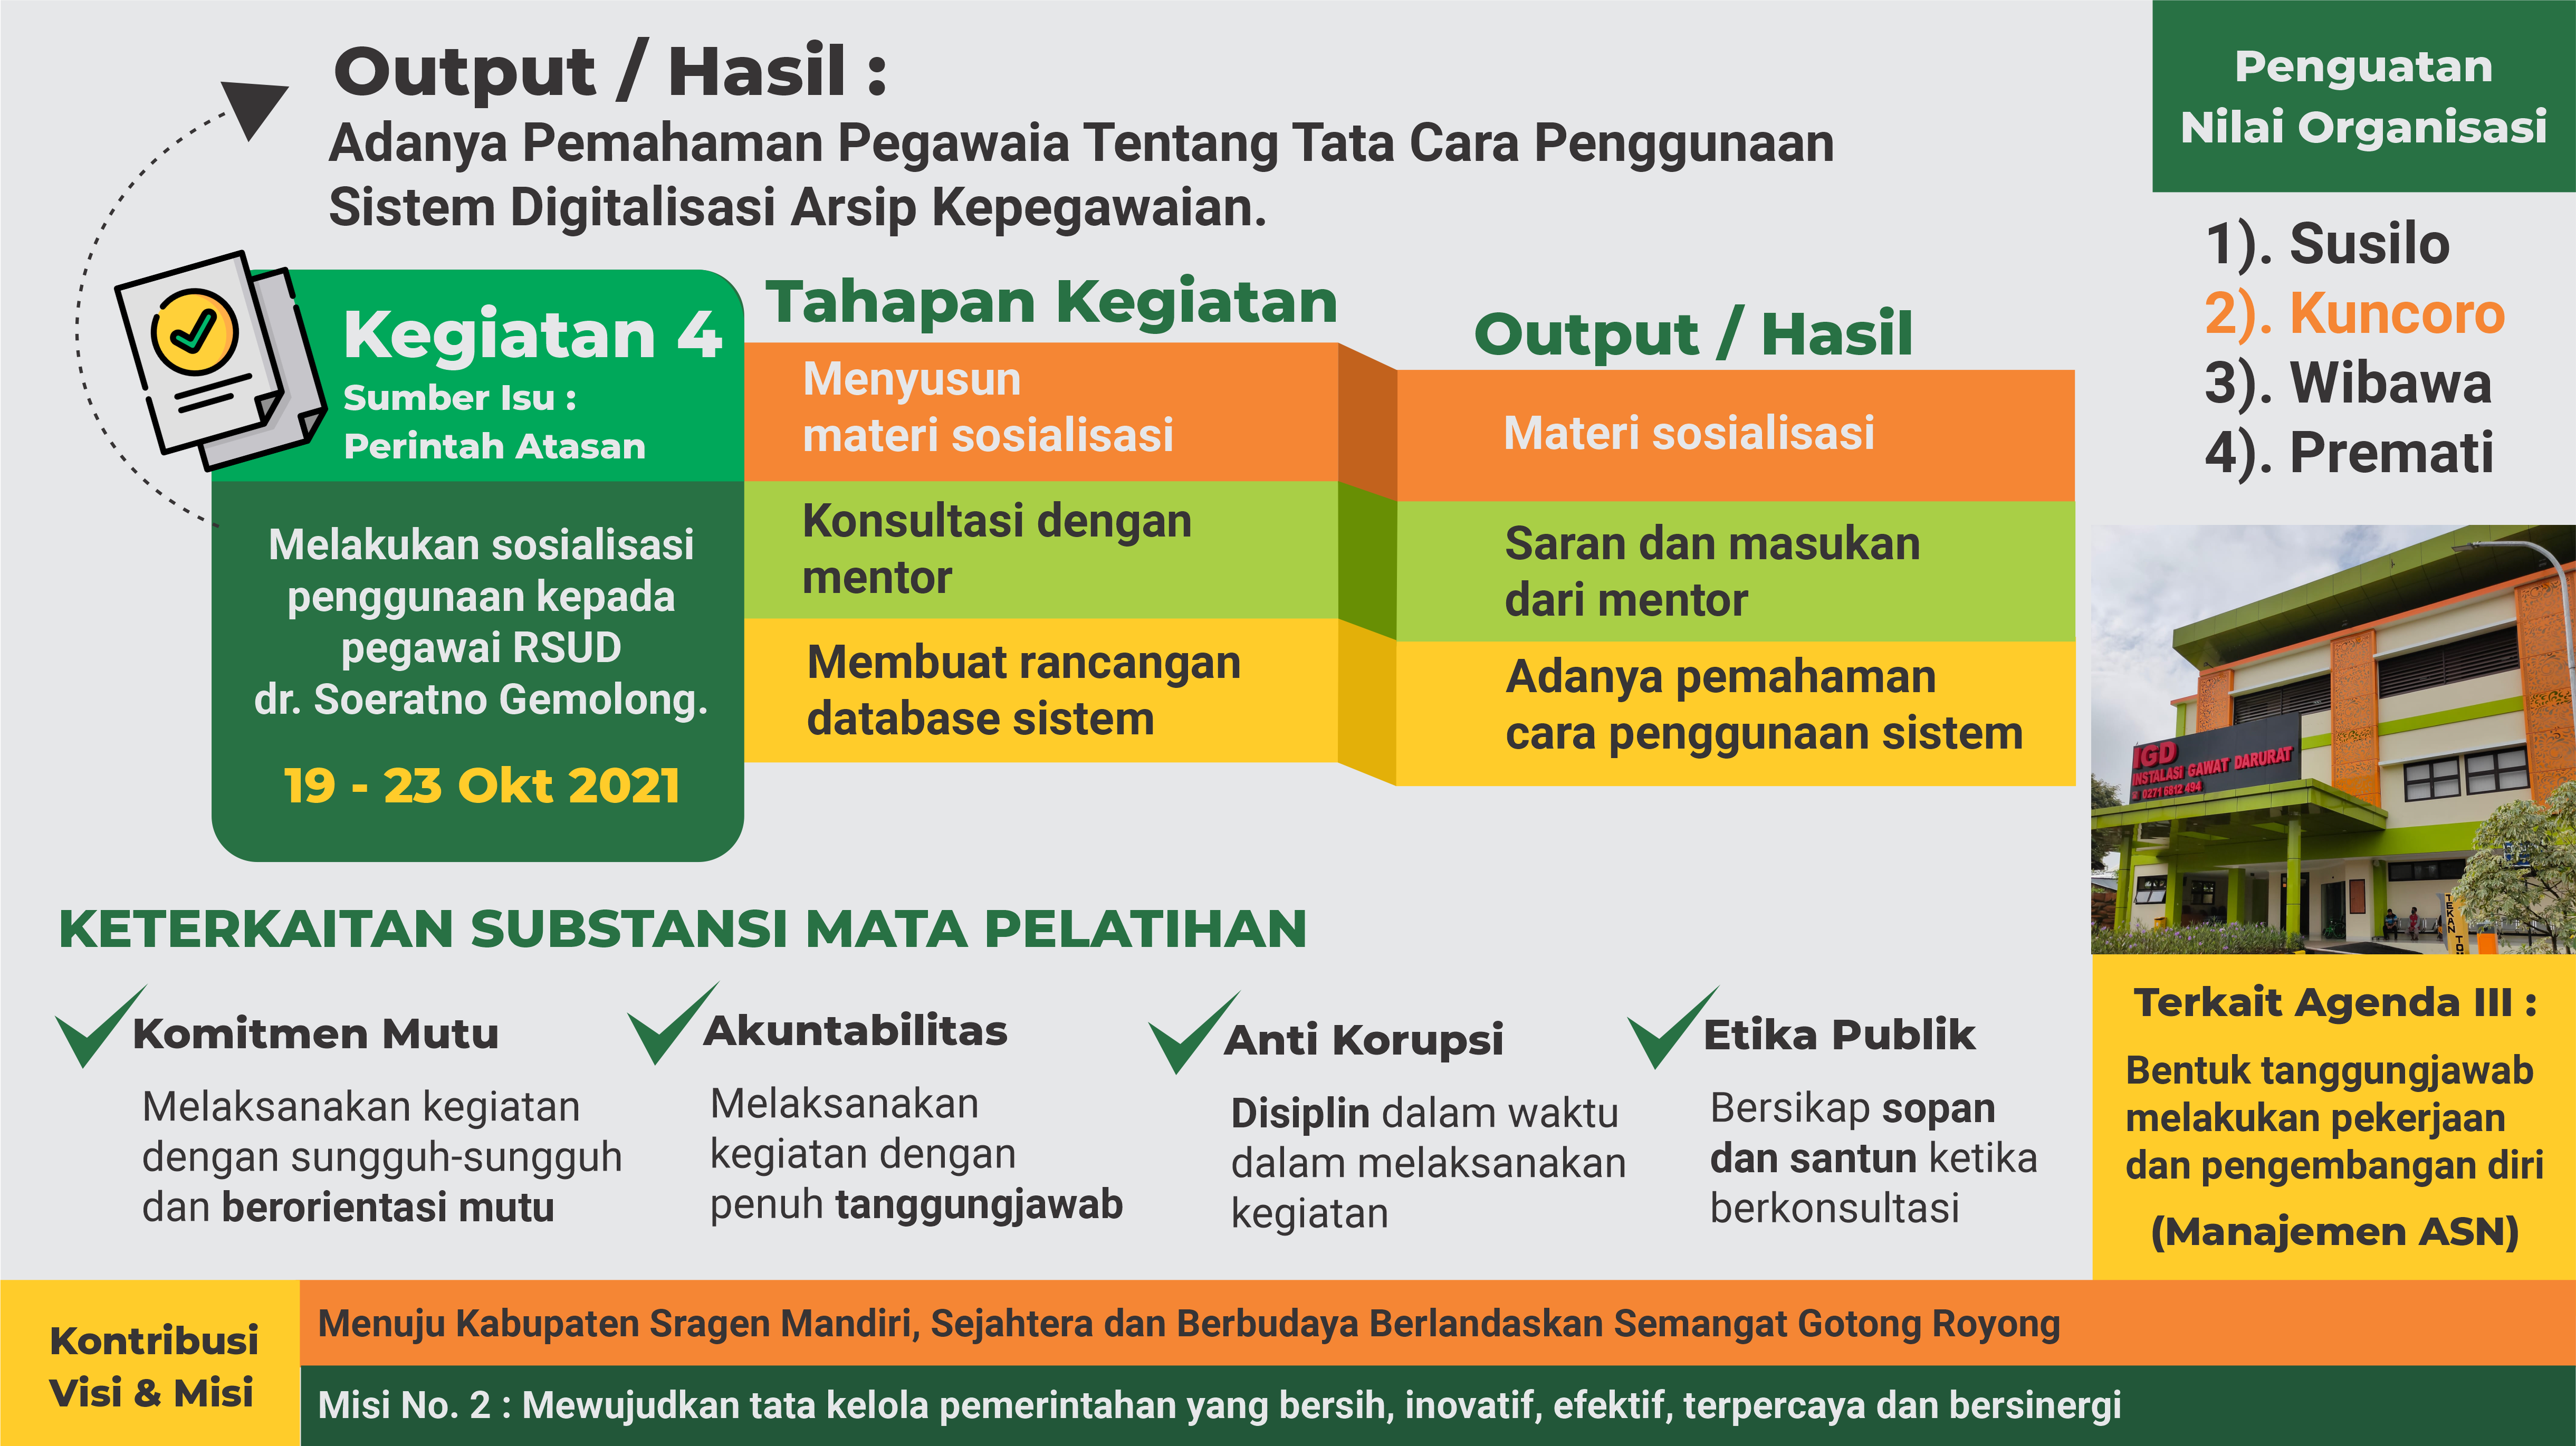 Output / Hasil :
Adanya Pemahaman Pegawaia Tentang Tata Cara Penggunaan
Sistem Digitalisasi Arsip Kepegawaian.
Penguatan
Nilai Organisasi
1). Susilo
2). Kuncoro
3). Wibawa
4). Premati
Kegiatan 4
Sumber Isu :
Perintah Atasan
Melakukan sosialisasi
penggunaan kepada
pegawai RSUD
dr. Soeratno Gemolong.
19 - 23 Okt 2021
Tahapan Kegiatan
Menyusun
materi sosialisasi
Konsultasi dengan
mentor
Membuat rancangan
database sistem
Output / Hasil
Materi sosialisasi
Saran dan masukan
dari mentor
Adanya pemahaman
cara penggunaan sistem
IGD
INSTALASI GAWAT DARURAT
0271 6812 494
TEKAN
TO
KETERKAITAN SUBSTANSI MATA PELATIHAN
Komitmen Mutu
Melaksanakan kegiatan
dengan sungguh-sungguh
dan berorientasi mutu
Akuntabilitas
Melaksanakan
kegiatan dengan
penuh tanggungjawab
Anti Korupsi
Disiplin dalam waktu
dalam melaksanakan
kegiatan
Etika Publik
Bersikap sopan
dan santun ketika
berkonsultasi
Terkait Agenda III :
Bentuk tanggungjawab
melakukan pekerjaan
dan pengembangan diri
(Manajemen ASN)
Kontribusi
Visi & Misi
Menuju Kabupaten Sragen Mandiri, Sejahtera dan Berbudaya Berlandaskan Semangat Gotong Royong
Misi No. 2 : Mewujudkan tata kelola pemerintahan yang bersih, inovatif, efektif, terpercaya dan bersinergi